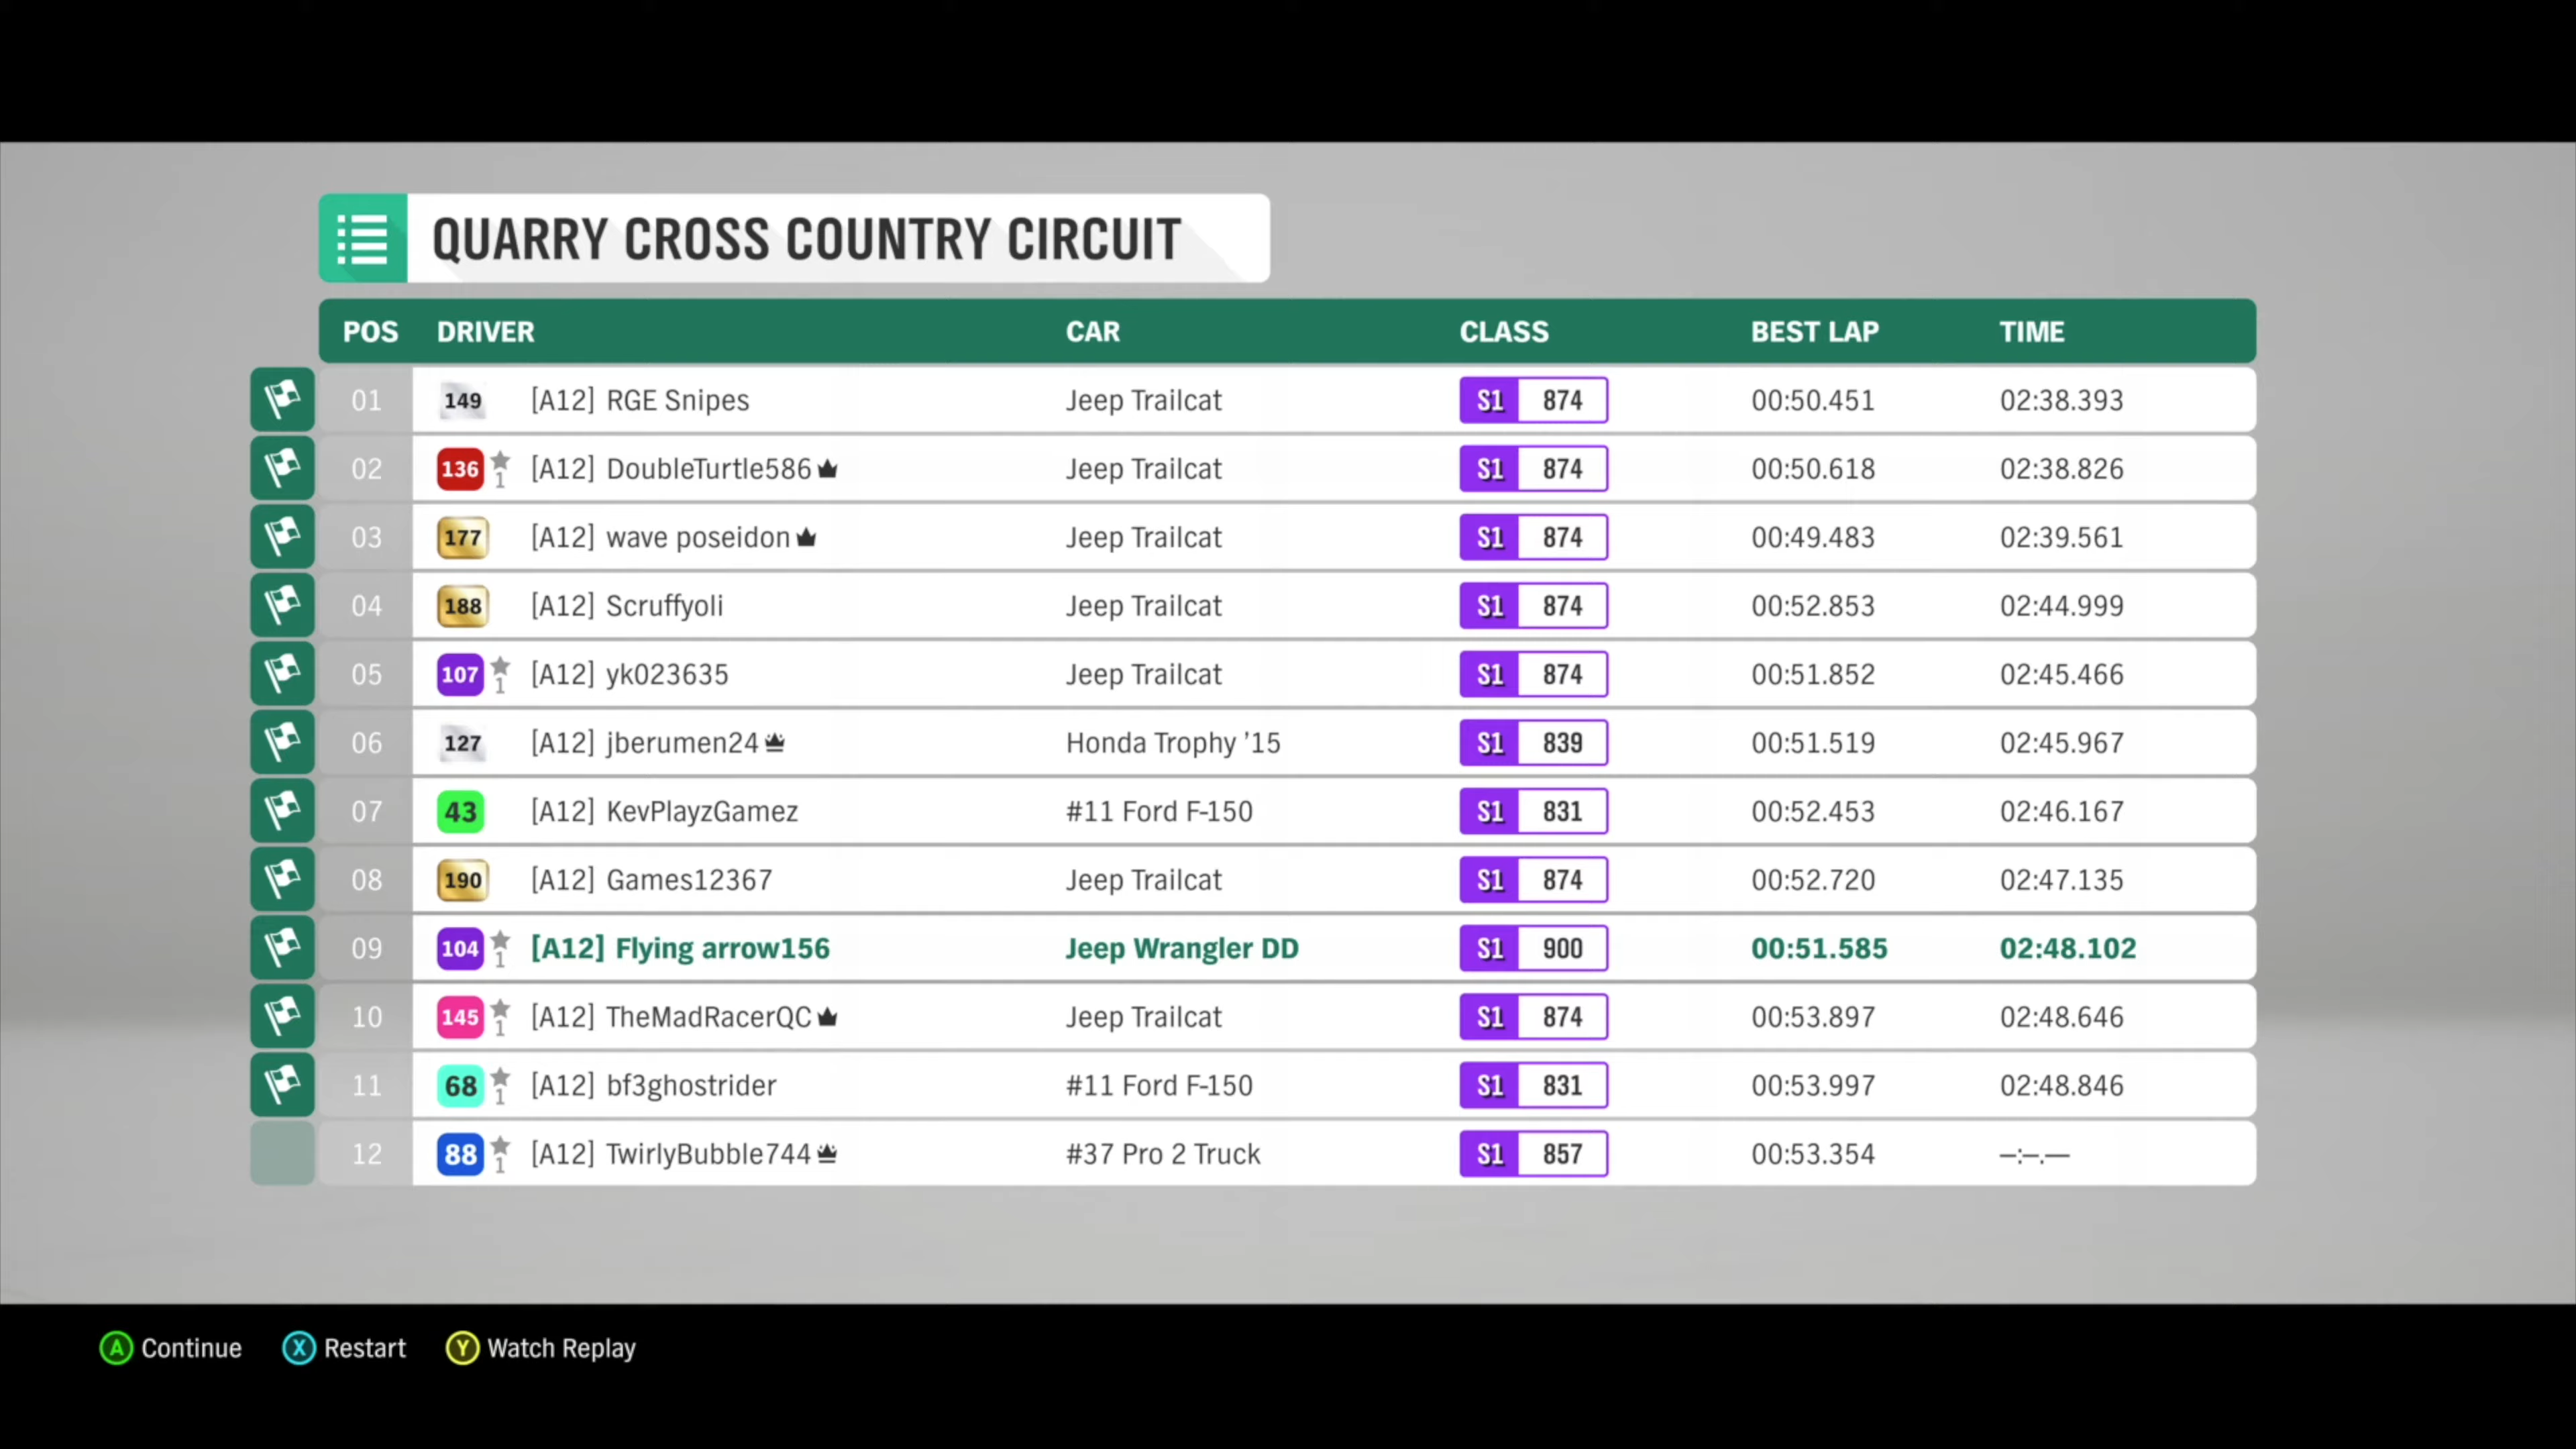 QUARRY CROSS COUNTRY CIRCUIT
POS DRIVER CAR CLASS BEST LAP TIME
01 149 [A12] RGE Snipes Jeep Trailcat S1 874 00:50.451 02:38.393
02 136 1 [A12] DoubleTurtle586 Jeep Trailcat S1 874 00:50.618 02:38.826
03 177 [A12] wave poseidon Jeep Trailcat S1 874 00:49.483 02:39.561
04 188 [A12] Scruffyoli Jeep Trailcat S1 874 00:52.853 02:44.999
05 107 1 [A12] yk023635 Jeep Trailcat S1 874 00:51.852 02:45.466
06 127 [A12] jberumen24 Honda Trophy '15 S1 839 00:51.519 02:45.967
07 43 [A12] KevPlayzGamez #11 Ford F-150 S1 831 00:52.453 02:46.167
08 190 [A12] Games12367 Jeep Trailcat S1 874 00:52.720 02:47.135
09 104 1 [A12] Flying arrow156 Jeep Wrangler DD S1 900 00:51.585 02:48.102
10 145 1 [A12] TheMadRacerQC Jeep Trailcat S1 874 00:53.897 02:48.646
11 68 1 [A12] bf3ghostrider #11 Ford F-150 S1 831 00:53.997 02:48.846
12 88 1 [A12] TwirlyBubble744 #37 Pro 2 Truck S1 857 00:53.354 –:–.––
A Continue X Restart Y Watch Replay